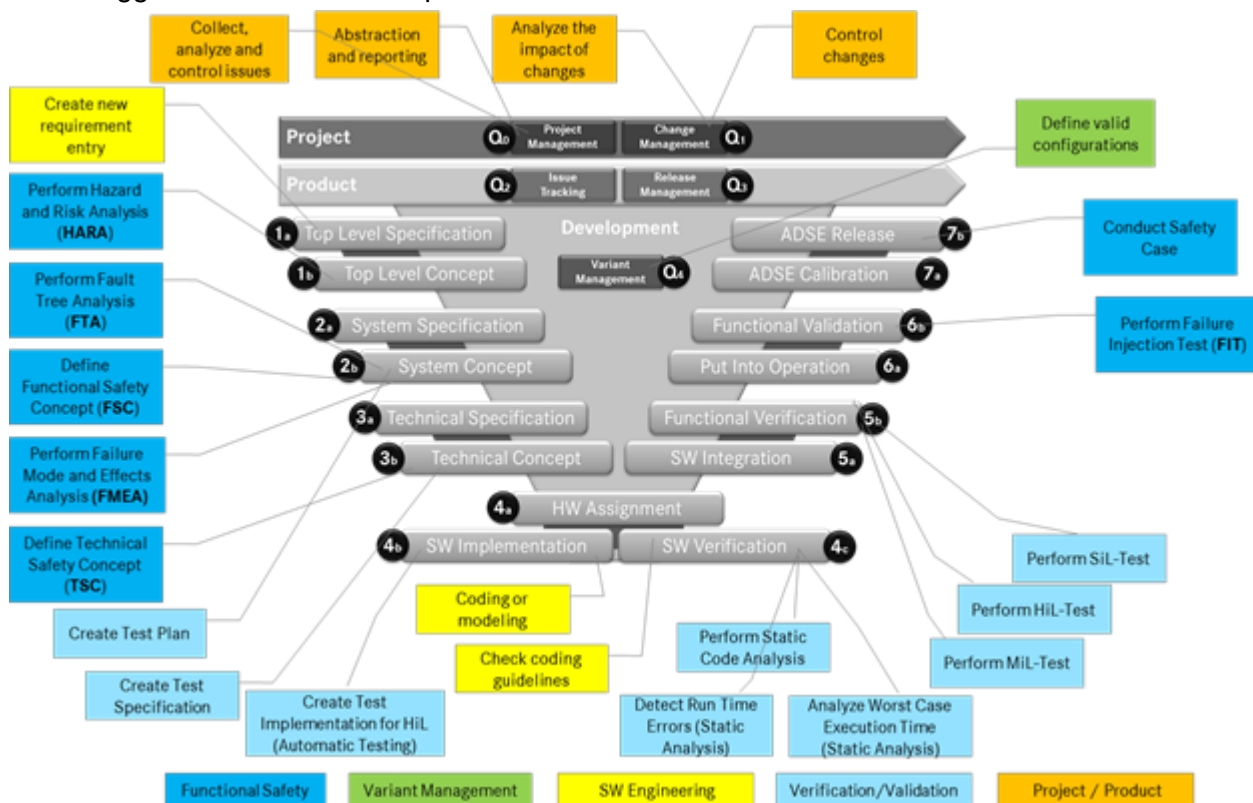 Collect,
analyze and
control issues
Abstraction
and reporting
Analyze the
impact of
changes
Control
changes
Create new
requirement
entry
Define valid
configurations
Project
Q0
Project
Management
Change
Management
Q1
Product
Q2
Issue
Tracking
Release
Management
Q3
Perform Hazard
and Risk Analysis
(HARA)
1a Top Level Specification
Development
ADSE Release 7b
Conduct Safety
Case
1b Top Level Concept
Variant
Management
Q4
ADSE Calibration 7a
Perform Fault
Tree Analysis
(FTA)
2a System Specification
Functional Validation 6b
Perform Failure
Injection Test (FIT)
Define
Functional Safety
Concept (FSC)
2b System Concept
Put Into Operation 6a
3a Technical Specification
Functional Verification 5b
Perform Failure
Mode and Effects
Analysis (FMEA)
3b Technical Concept
SW Integration 5a
4a HW Assignment
Define Technical
Safety Concept
(TSC)
4b SW Implementation
SW Verification 4c
Perform SiL-Test
Coding or
modeling
Perform HiL-Test
Create Test Plan
Perform Static
Code Analysis
Perform MiL-Test
Check coding
guidelines
Create Test
Specification
Create Test
Implementation for HiL
(Automatic Testing)
Detect Run Time
Errors (Static
Analysis)
Analyze Worst Case
Execution Time
(Static Analysis)
Functional Safety
Variant Management
SW Engineering
Verification/Validation
Project / Product